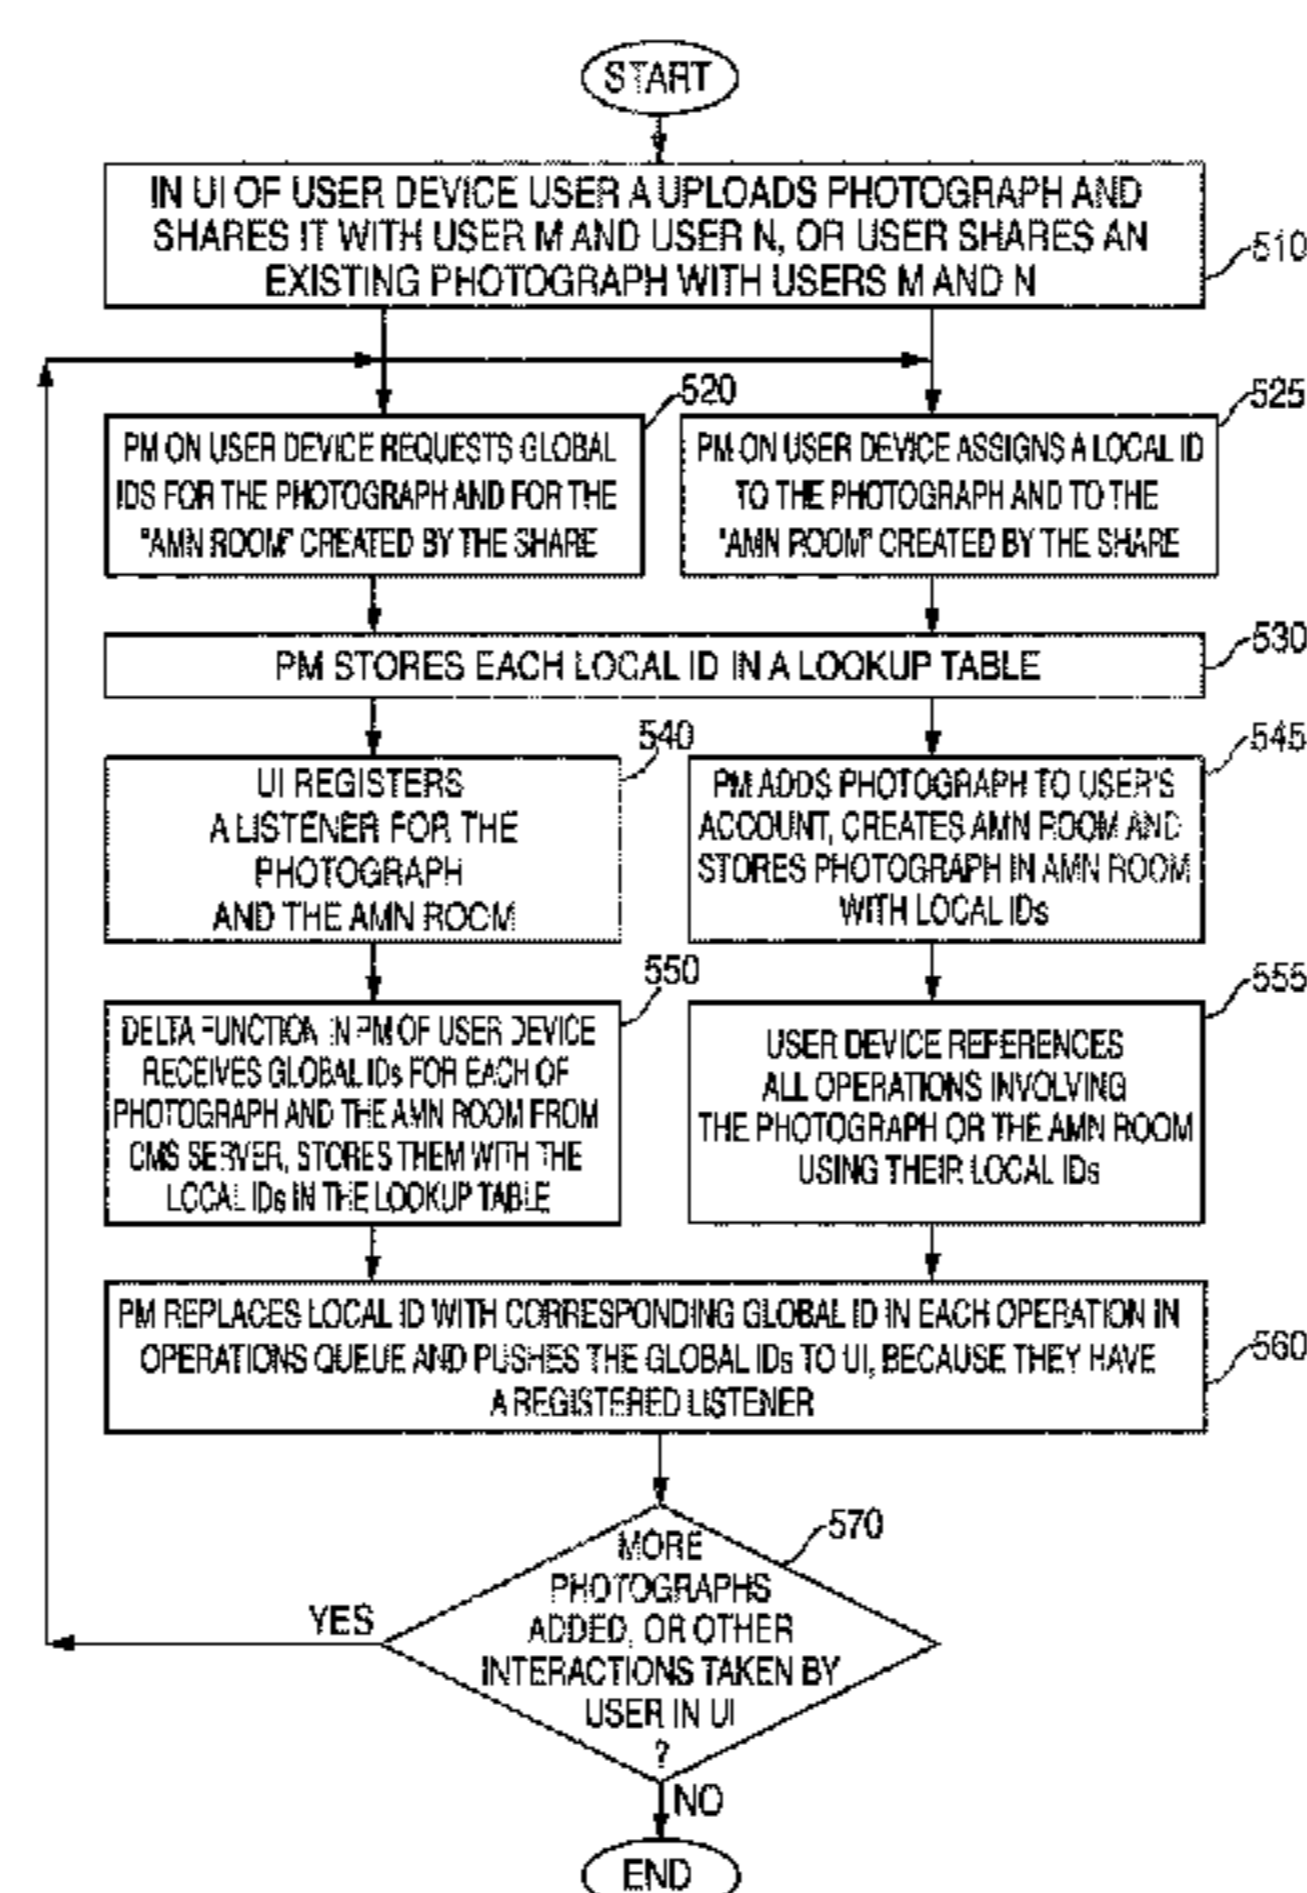 START
IN UI OF USER DEVICE USER A UPLOADS PHOTOGRAPH AND
SHARES IT WITH USER M AND USER N, OR USER SHARES AN
EXISTING PHOTOGRAPH WITH USERS M AND N
510
520
PM ON USER DEVICE REQUESTS GLOBAL
IDS FOR THE PHOTOGRAPH AND FOR THE
"AMN ROOM" CREATED BY THE SHARE
525
PM ON USER DEVICE ASSIGNS A LOCAL ID
TO THE PHOTOGRAPH AND TO THE
"AMN ROOM" CREATED BY THE SHARE
530
PM STORES EACH LOCAL ID IN A LOOKUP TABLE
540
UI REGISTERS
A LISTENER FOR THE
PHOTOGRAPH
AND THE AMN ROOM
545
PM ADDS PHOTOGRAPH TO USER'S
ACCOUNT, CREATES AMN ROOM AND
STORES PHOTOGRAPH IN AMN ROOM
WITH LOCAL IDs
550
DELTA FUNCTION IN PM OF USER DEVICE
RECEIVES GLOBAL IDs FOR EACH OF
PHOTOGRAPH AND THE AMN ROOM FROM
CMS SERVER, STORES THEM WITH THE
LOCAL IDs IN THE LOOKUP TABLE
555
USER DEVICE REFERENCES
ALL OPERATIONS INVOLVING
THE PHOTOGRAPH OR THE AMN ROOM
USING THEIR LOCAL IDs
PM REPLACES LOCAL ID WITH CORRESPONDING GLOBAL ID IN EACH OPERATION IN
OPERATIONS QUEUE AND PUSHES THE GLOBAL IDs TO UI, BECAUSE THEY HAVE
A REGISTERED LISTENER
560
570
MORE
PHOTOGRAPHS
ADDED, OR OTHER
INTERACTIONS TAKEN BY
USER IN UI
?
YES
NO
END